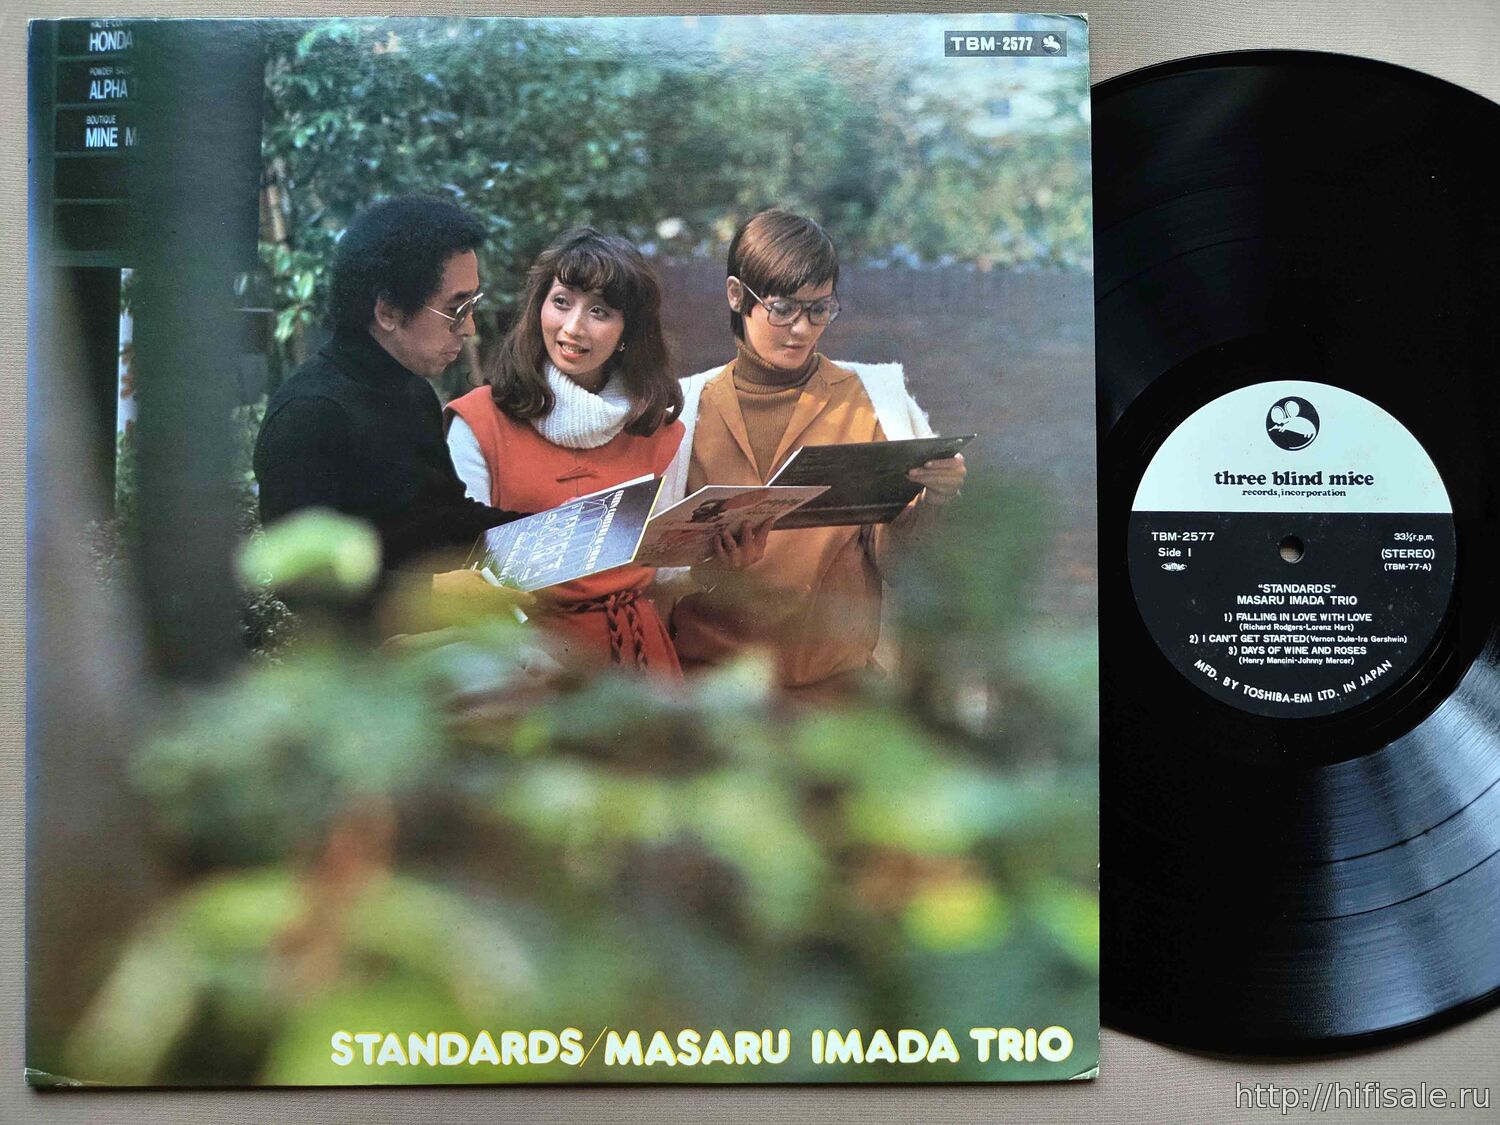 HONDA
ALPHA
BOUTIQUE
MINE M
TBM-2577
STANDARDS/MASARU IMADA TRIO
three blind mice
records, incorporation
TBM-2577
Side 1
33⅓ r.p.m.
(STEREO)
(TBM-77-A)
"STANDARDS"
MASARU IMADA TRIO
1) FALLING IN LOVE WITH LOVE
(Richard Rodgers-Lorenz Hart)
2) I CAN'T GET STARTED (Vernon Duke-Ira Gershwin)
3) DAYS OF WINE AND ROSES
(Henry Mancini-Johnny Mercer)
MFD. BY TOSHIBA-EMI LTD. IN JAPAN
http://hifisale.ru